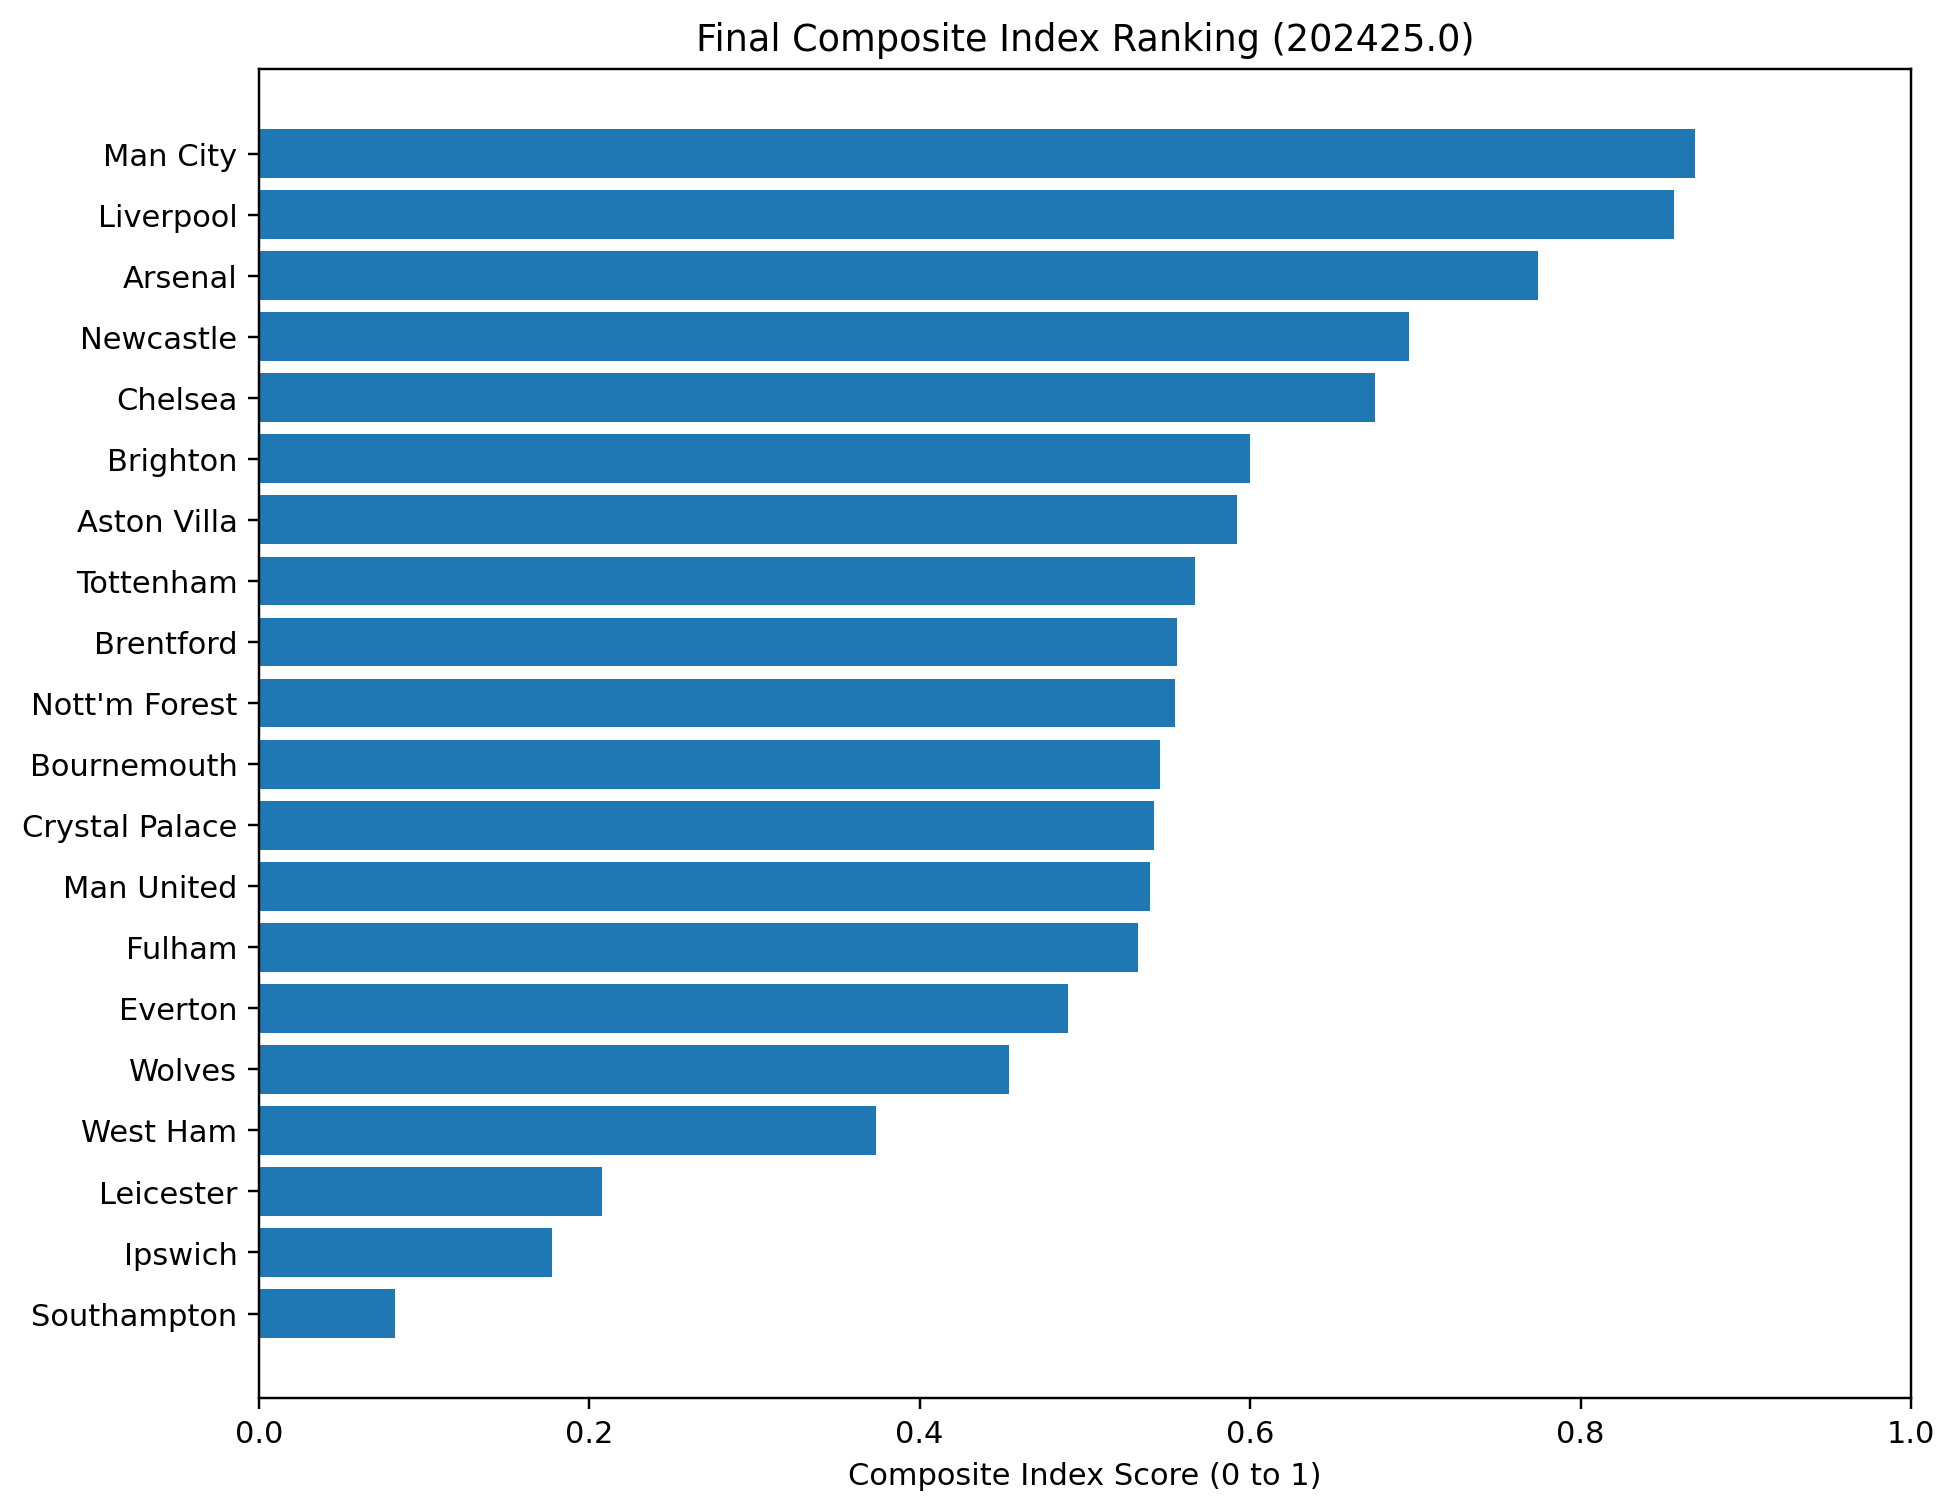 Final Composite Index Ranking (202425.0)
Man City
Liverpool
Arsenal
Newcastle
Chelsea
Brighton
Aston Villa
Tottenham
Brentford
Nott'm Forest
Bournemouth
Crystal Palace
Man United
Fulham
Everton
Wolves
West Ham
Leicester
Ipswich
Southampton
0.0 0.2 0.4 0.6 0.8 1.0
Composite Index Score (0 to 1)